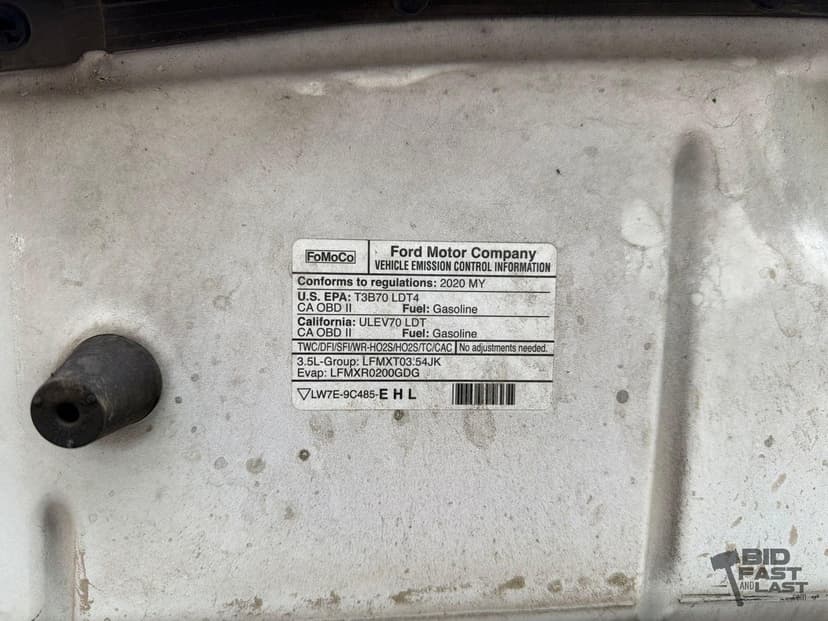 FoMoCo
Ford Motor Company
VEHICLE EMISSION CONTROL INFORMATION
Conforms to regulations: 2020 MY
U.S. EPA: T3B70 LDT4
CA OBD II Fuel: Gasoline
California: ULEV70 LDT
CA OBD II Fuel: Gasoline
TWC/DFI/SFI/WR-HO2S/HO2S/TC/CAC No adjustments needed.
3.5L-Group: LFMXT03.54JK
Evap: LFMXR0200GDG
LW7E-9C485-EHL
BID
FAST
AND
LAST
.com